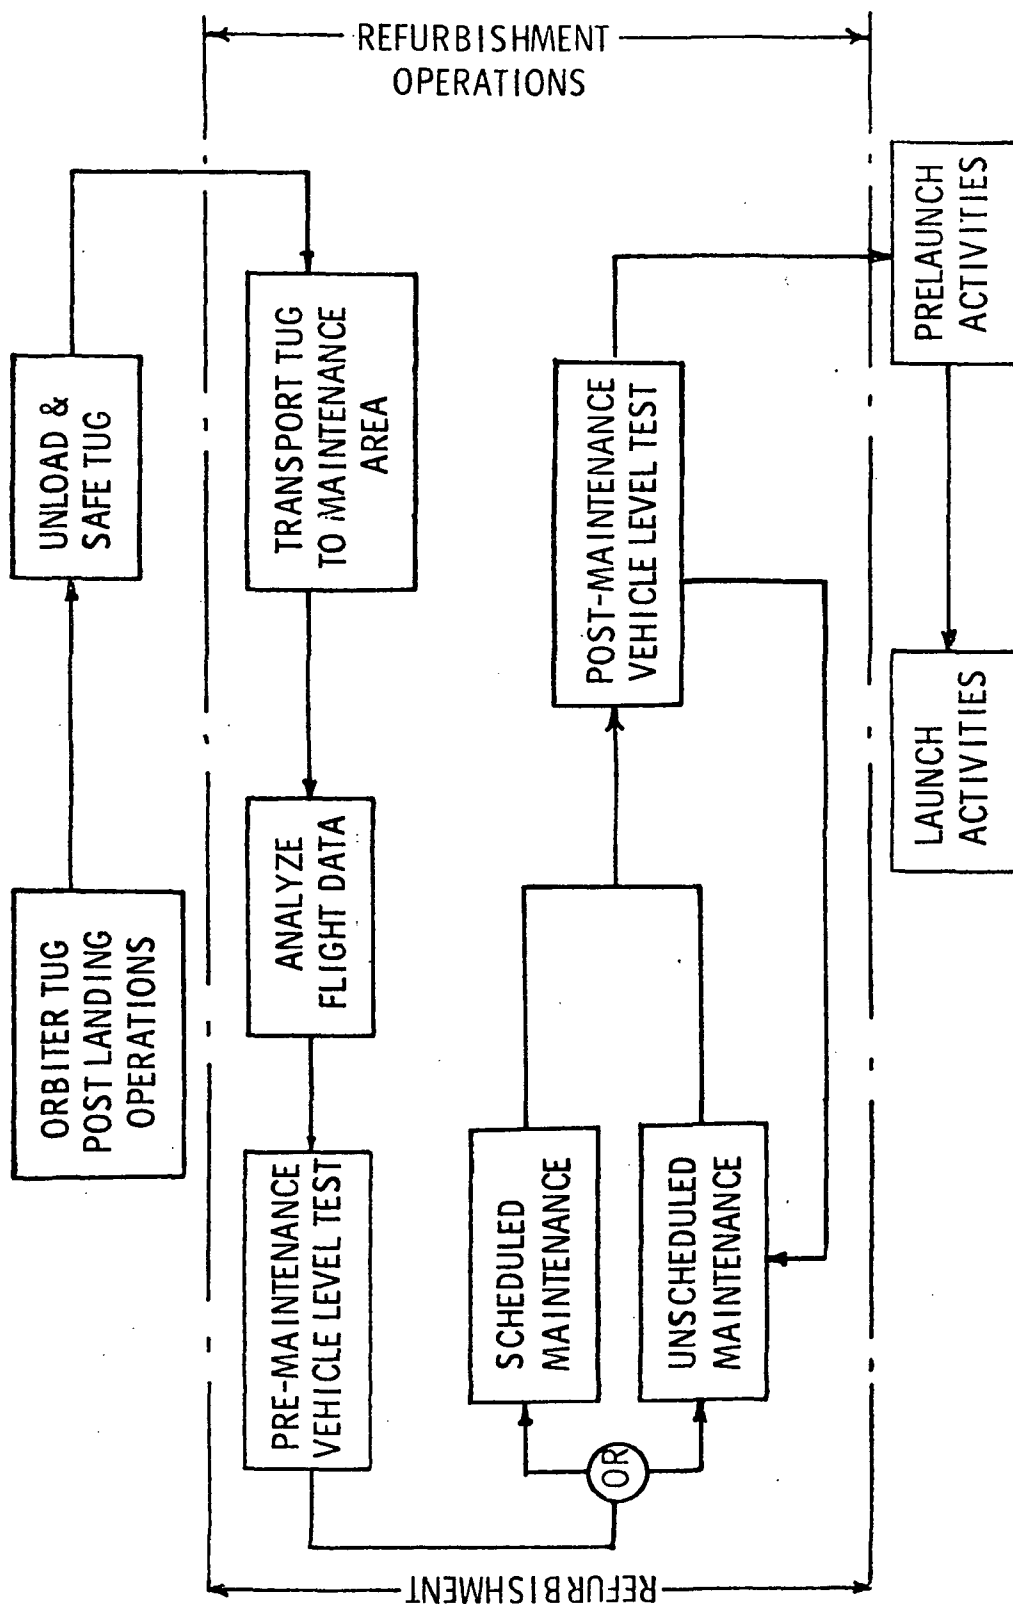 ORBITER TUG
POST LANDING
OPERATIONS
UNLOAD &
SAFE TUG
REFURBISHMENT
OPERATIONS
TRANSPORT TUG
TO MAINTENANCE
AREA
ANALYZE
FLIGHT DATA
PRE-MAINTENANCE
VEHICLE LEVEL TEST
OR
SCHEDULED
MAINTENANCE
UNSCHEDULED
MAINTENANCE
POST-MAINTENANCE
VEHICLE LEVEL TEST
REFURBISHMENT
PRELAUNCH
ACTIVITIES
LAUNCH
ACTIVITIES